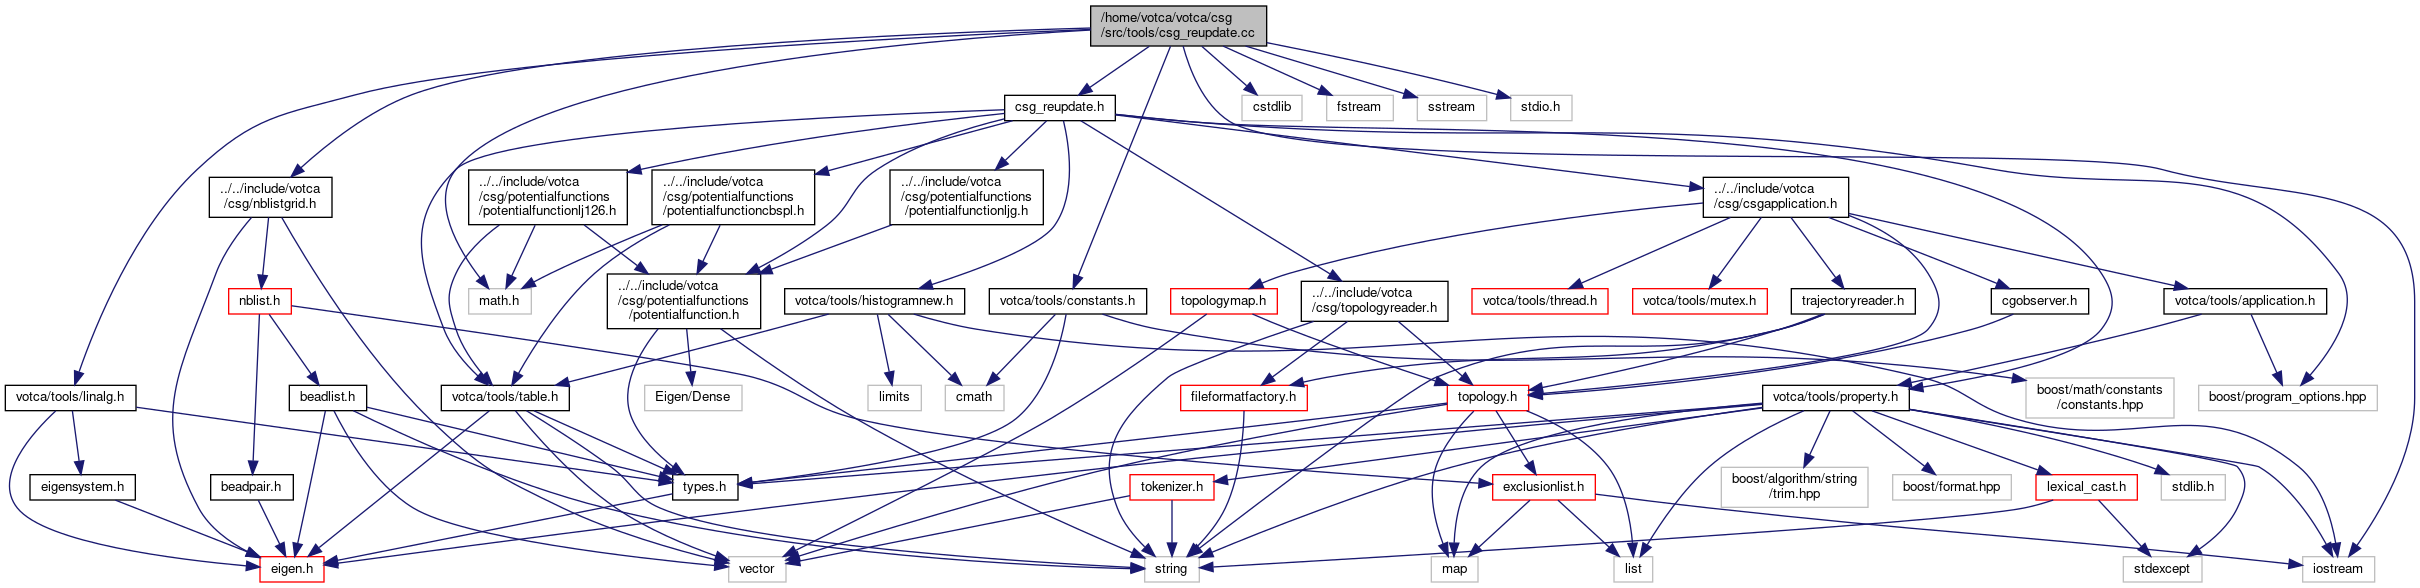 /home/votca/votca/csg
/src/tools/csg_reupdate.cc
csg_reupdate.h
cstdlib
fstream
sstream
stdio.h
../../include/votca
/csg/nblistgrid.h
../../include/votca
/csg/potentialfunctions
/potentialfunctionlj126.h
../../include/votca
/csg/potentialfunctions
/potentialfunctioncbspl.h
../../include/votca
/csg/potentialfunctions
/potentialfunctionljg.h
../../include/votca
/csg/csgapplication.h
nblist.h
math.h
../../include/votca
/csg/potentialfunctions
/potentialfunction.h
votca/tools/histogramnew.h
votca/tools/constants.h
topologymap.h
../../include/votca
/csg/topologyreader.h
votca/tools/thread.h
votca/tools/mutex.h
trajectoryreader.h
cgobserver.h
votca/tools/application.h
votca/tools/linalg.h
beadlist.h
votca/tools/table.h
Eigen/Dense
limits
cmath
fileformatfactory.h
topology.h
votca/tools/property.h
boost/math/constants
/constants.hpp
boost/program_options.hpp
eigensystem.h
beadpair.h
types.h
tokenizer.h
exclusionlist.h
boost/algorithm/string
/trim.hpp
boost/format.hpp
lexical_cast.h
stdlib.h
eigen.h
vector
string
map
list
stdexcept
iostream